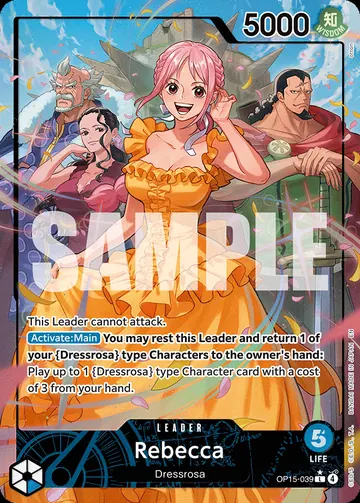 5000
知
WISDOM
SAMPLE
This Leader cannot attack.
Activate:Main You may rest this Leader and return 1 of
your {Dressrosa} type Characters to the owner's hand:
Play up to 1 {Dressrosa} type Character card with a cost
of 3 from your hand.
LEADER
Rebecca
Dressrosa
5
LIFE
OP15-039 L 4